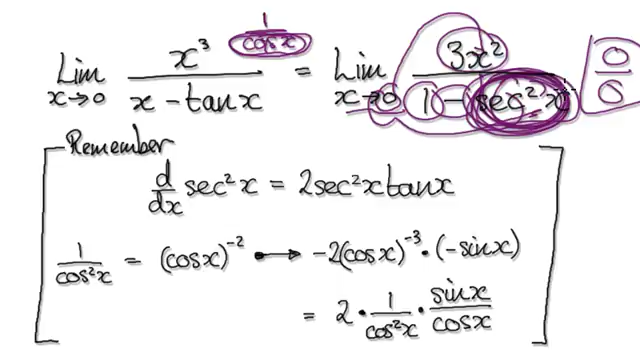 1/cosx
Lim x→0 x³/(x - tanx) = Lim x→0 3x²/(1 - sec²x) 0/0
Remember
d/dx sec²x = 2sec²x tanx
1/cos²x = (cosx)⁻² → -2(cosx)⁻³ · (-sinx)
= 2 · 1/cos²x · sinx/cosx